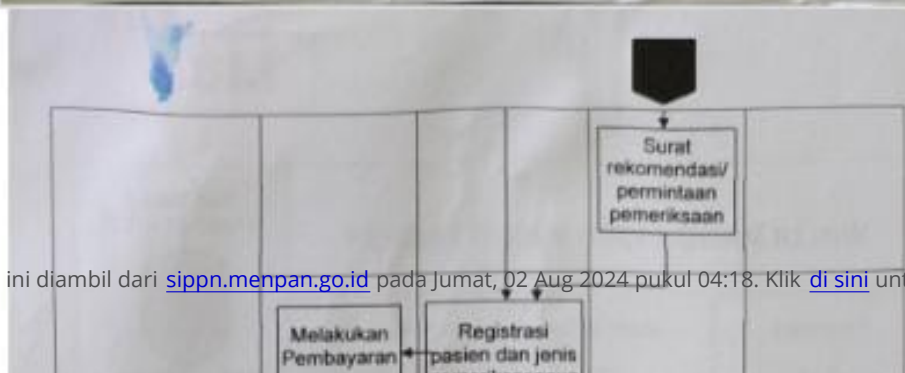 Surat
rekomendasi/
permintaan
pemeriksaan
ini diambil dari sippn.menpan.go.id pada Jumat, 02 Aug 2024 pukul 04:18. Klik di sini unt
Melakukan
Pembayaran
Registrasi
pasien dan jenis